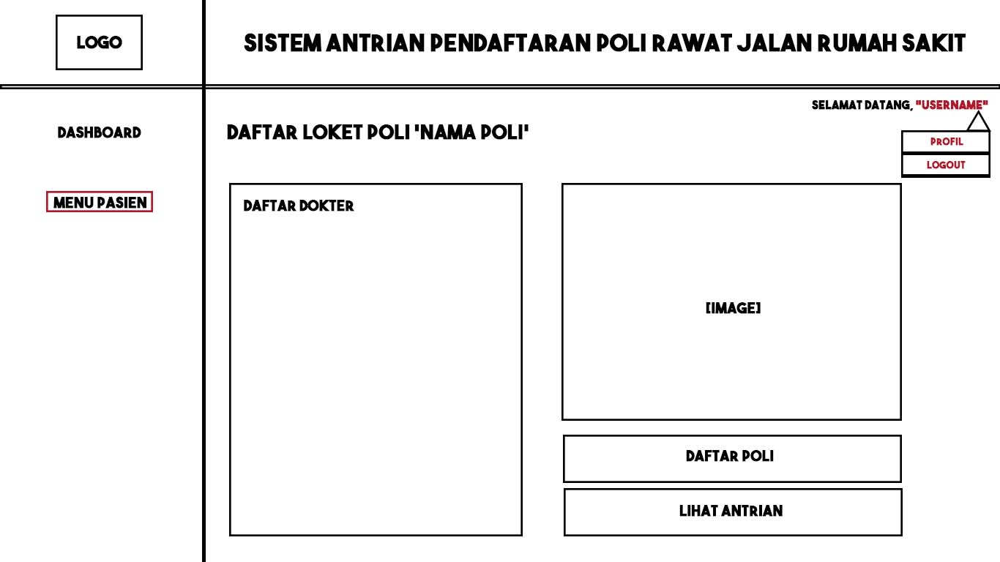 LOGO
SISTEM ANTRIAN PENDAFTARAN POLI RAWAT JALAN RUMAH SAKIT
SELAMAT DATANG, "USERNAME"
PROFIL
LOGOUT
DASHBOARD
MENU PASIEN
DAFTAR LOKET POLI 'NAMA POLI'
DAFTAR DOKTER
[IMAGE]
DAFTAR POLI
LIHAT ANTRIAN